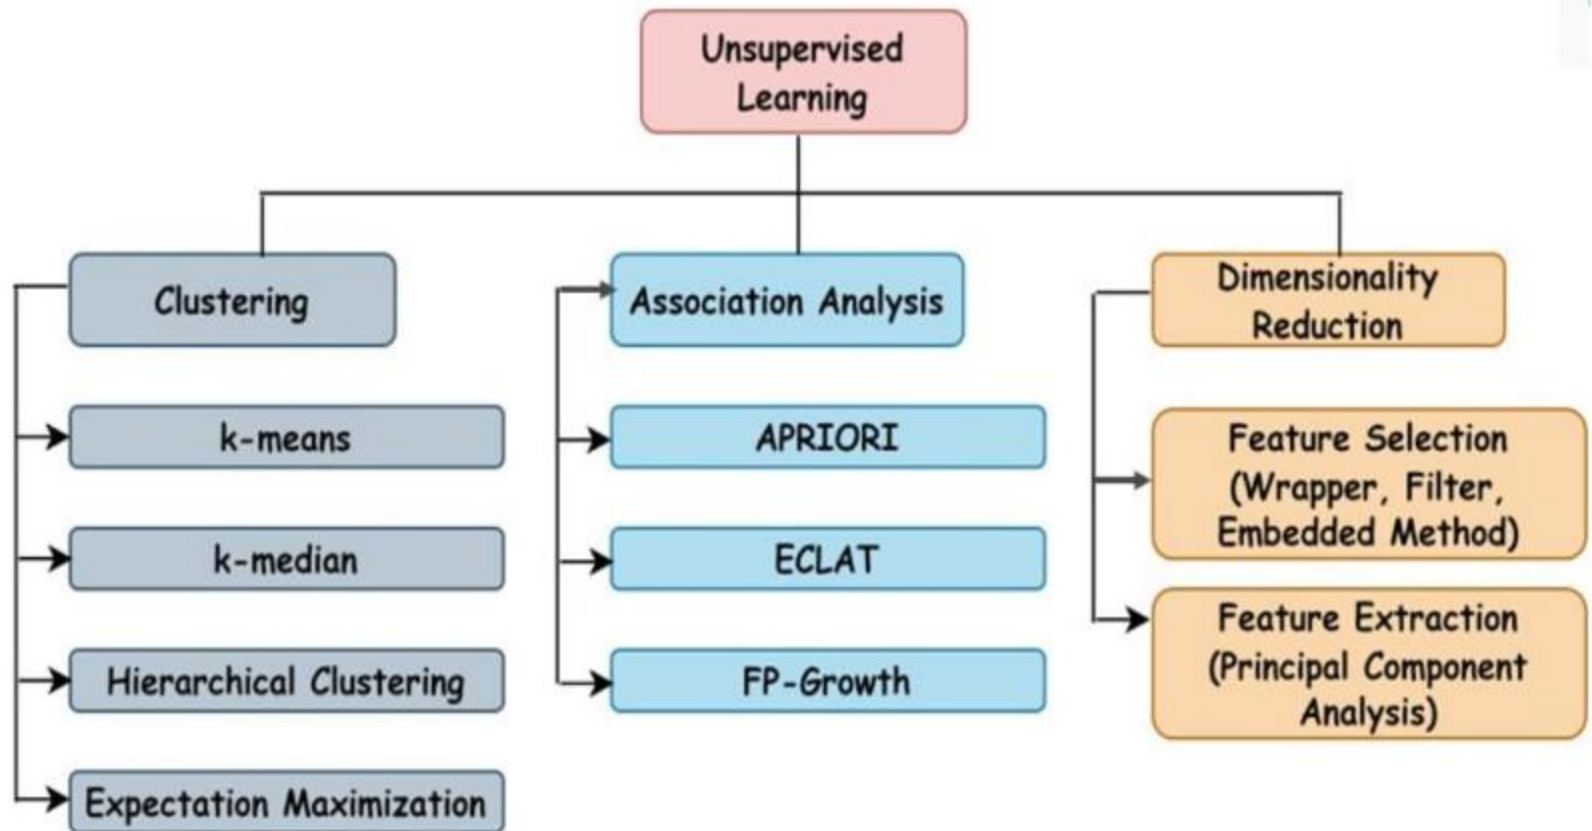 Unsupervised
Learning
Clustering
Association Analysis
Dimensionality
Reduction
k-means
k-median
Hierarchical Clustering
Expectation Maximization
APRIORI
ECLAT
FP-Growth
Feature Selection
(Wrapper, Filter,
Embedded Method)
Feature Extraction
(Principal Component
Analysis)